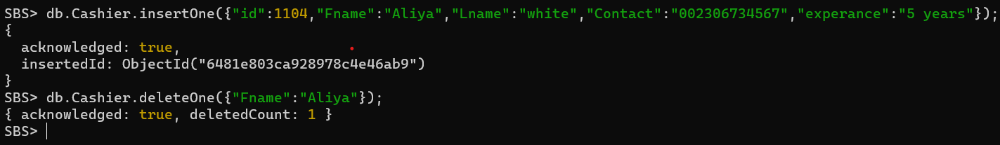 SBS> db.Cashier.insertOne({"id":1104,"Fname":"Aliya","Lname":"white","Contact":"002306734567","experance":"5 years"});
{
  acknowledged: true,
  insertedId: ObjectId("6481e803ca928978c4e46ab9")
}
SBS> db.Cashier.deleteOne({"Fname":"Aliya"});
{ acknowledged: true, deletedCount: 1 }
SBS>